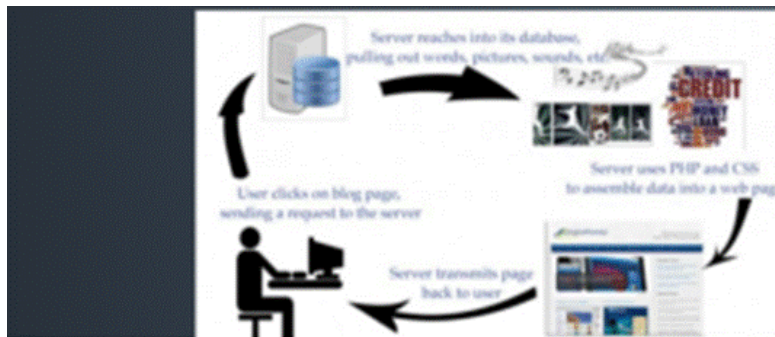 Server reaches into its database,
pulling out words, pictures, sounds, etc.
CREDIT
MONEY
LOAN
Server uses PHP and CSS
to assemble data into a web page
User clicks on blog page,
sending a request to the server
Server transmits page
back to user